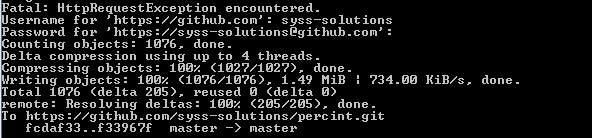 Fatal: HttpRequestException encountered.
Username for 'https://github.com': syss-solutions
Password for 'https://syss-solutions@github.com':
Counting objects: 1076, done.
Delta compression using up to 4 threads.
Compressing objects: 100% (1027/1027), done.
Writing objects: 100% (1076/1076), 1.49 MiB ¦ 734.00 KiB/s, done.
Total 1076 (delta 205), reused 0 (delta 0)
remote: Resolving deltas: 100% (205/205), done.
To https://github.com/syss-solutions/percint.git
fcdaf33..f33967f master -> master